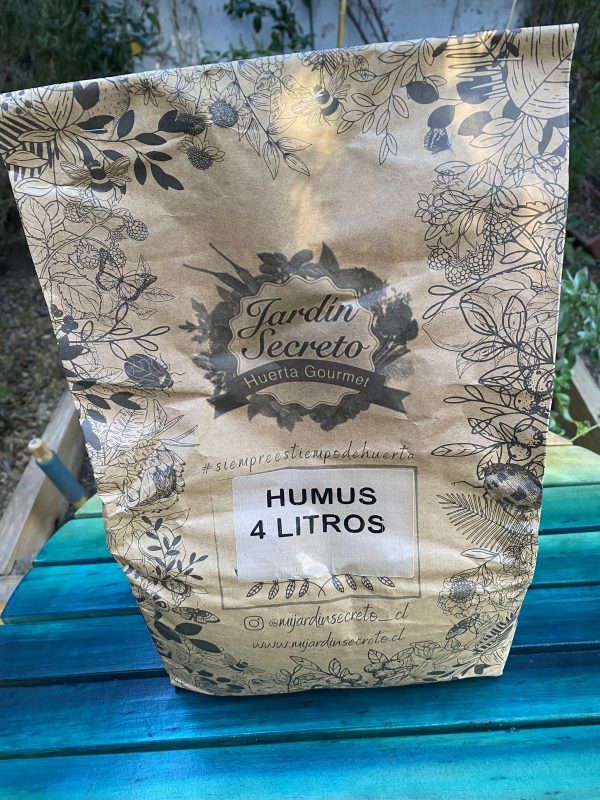 Jardín
Secreto
Huerta Gourmet
#siempreestiempodehuerta
HUMUS
4 LITROS
@mijardinsecreto_cl
www.mijardinsecreto.cl